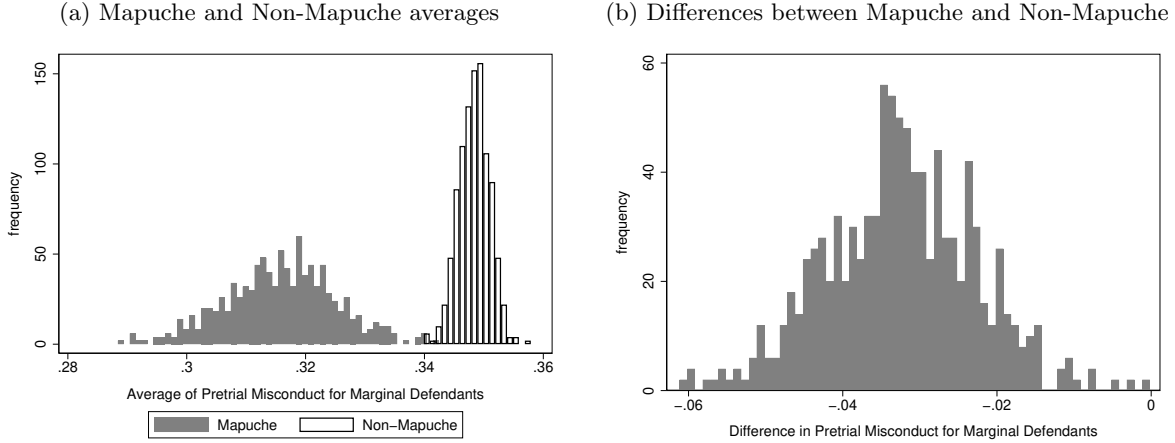 (a) Mapuche and Non-Mapuche averages
150
100
50
0
frequency
.28
.3
.32
.34
.36
Average of Pretrial Misconduct for Marginal Defendants
Mapuche
Non−Mapuche
(b) Differences between Mapuche and Non-Mapuche
60
40
20
0
frequency
−.06
−.04
−.02
0
Difference in Pretrial Misconduct for Marginal Defendants